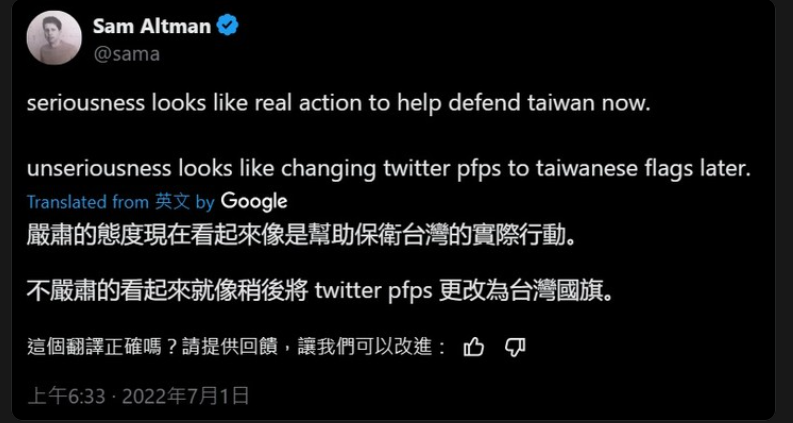 Sam Altman
@sama
seriousness looks like real action to help defend taiwan now.
unseriousness looks like changing twitter pfps to taiwanese flags later.
Translated from 英文 by Google
嚴肅的態度現在看起來像是幫助保衛台灣的實際行動。
不嚴肅的看起來就像稍後將 twitter pfps 更改為台灣國旗。
這個翻譯正確嗎？請提供回饋，讓我們可以改進：
上午6:33 · 2022年7月1日